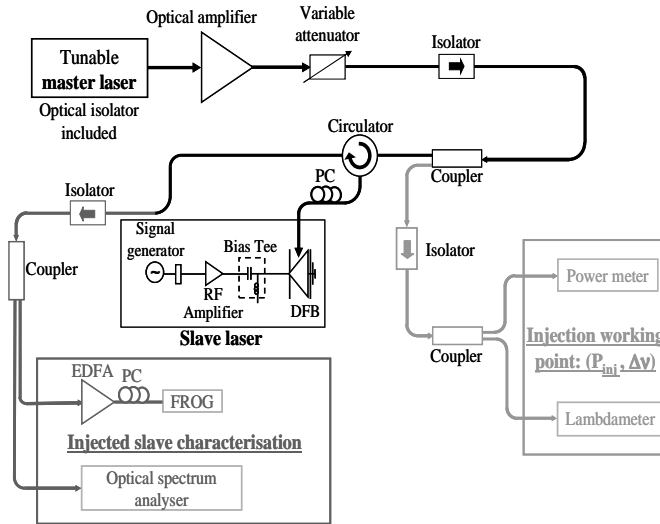 Optical amplifier
Variable
attenuator
Isolator
Tunable
master laser
Optical isolator
included
Circulator
Coupler
PC
Isolator
Signal
generator
Bias Tee
~
RF
Amplifier
DFB
Slave laser
Coupler
Isolator
Coupler
Power meter
Injection working
point: (Pinj, Δν)
Lambdameter
EDFA
PC
FROG
Injected slave characterisation
Optical spectrum
analyser